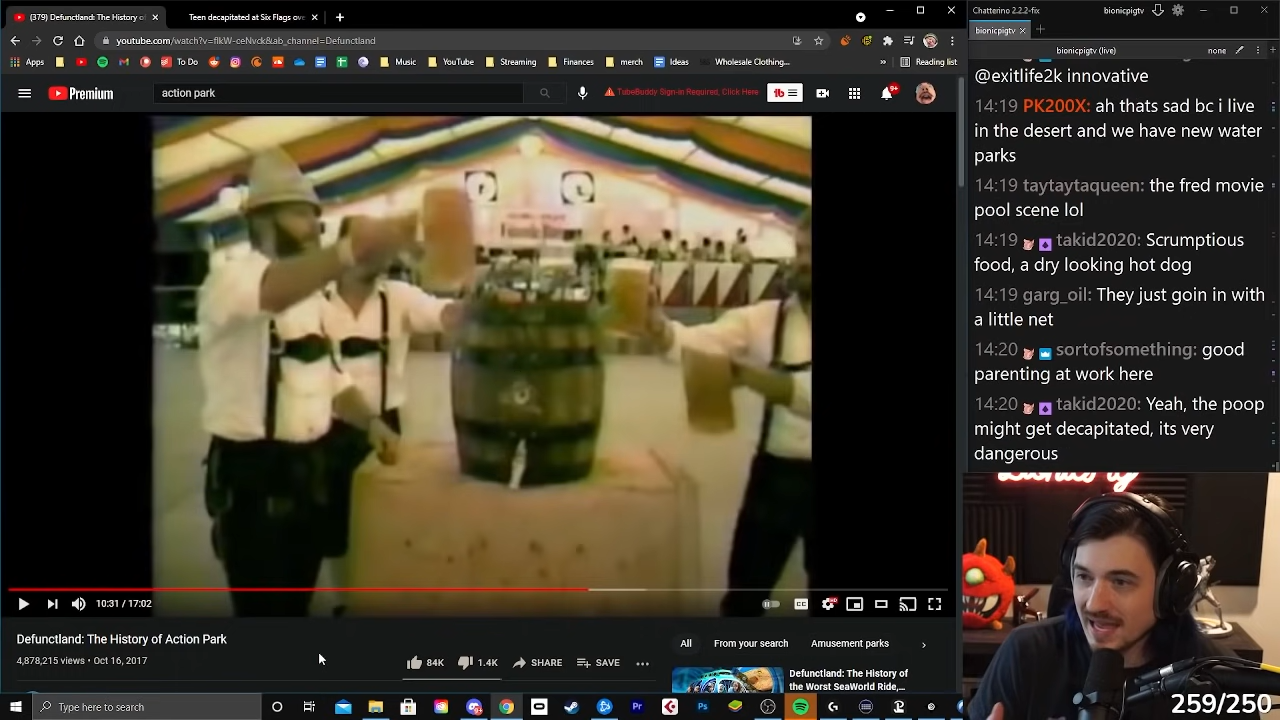 (379) Defunctland: The History of
Teen decapitated at Six Flags ove
youtube.com/watch?v=flkW-ceNvck&ab_channel=Defunctland
Apps
To Do
Music
YouTube
Streaming
Finances
merch
Ideas
Wholesale Clothing...
Reading list
Premium
action park
TubeBuddy Sign-in Required, Click Here
9+
10:31 / 17:02
Defunctland: The History of Action Park
4,878,215 views • Oct 16, 2017
84K
1.4K
SHARE
SAVE
All
From your search
Amusement parks
Defunctland: The History of
the Worst SeaWorld Ride,...
Type here to search
Chatterino 2.2.2-fix
bionicpigtv
bionicpigtv
bionicpigtv (live)
none
@exitlife2k innovative
14:19 PK200X: ah thats sad bc i live
in the desert and we have new water
parks
14:19 taytaytaqueen: the fred movie
pool scene lol
14:19 takid2020: Scrumptious
food, a dry looking hot dog
14:19 garg_oil: They just goin in with
a little net
14:20 sortofsomething: good
parenting at work here
14:20 takid2020: Yeah, the poop
might get decapitated, its very
dangerous
259/250